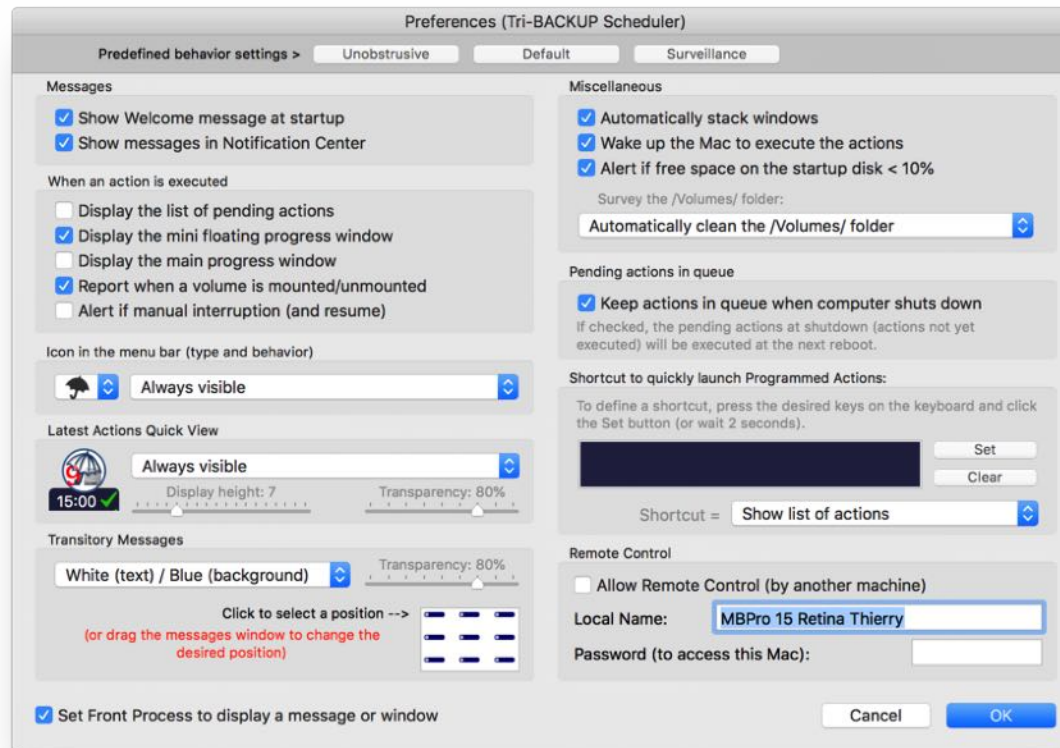 Preferences (Tri-BACKUP Scheduler)
Predefined behavior settings > Unobstrusive Default Surveillance
Messages
Show Welcome message at startup
Show messages in Notification Center
When an action is executed
Display the list of pending actions
Display the mini floating progress window
Display the main progress window
Report when a volume is mounted/unmounted
Alert if manual interruption (and resume)
Icon in the menu bar (type and behavior)
Always visible
Latest Actions Quick View
Always visible
15:00
Display height: 7 Transparency: 80%
Transitory Messages
White (text) / Blue (background) Transparency: 80%
Click to select a position -->
(or drag the messages window to change the
desired position)
Set Front Process to display a message or window
Miscellaneous
Automatically stack windows
Wake up the Mac to execute the actions
Alert if free space on the startup disk < 10%
Survey the /Volumes/ folder:
Automatically clean the /Volumes/ folder
Pending actions in queue
Keep actions in queue when computer shuts down
If checked, the pending actions at shutdown (actions not yet
executed) will be executed at the next reboot.
Shortcut to quickly launch Programmed Actions:
To define a shortcut, press the desired keys on the keyboard and click
the Set button (or wait 2 seconds).
Set
Clear
Shortcut = Show list of actions
Remote Control
Allow Remote Control (by another machine)
Local Name: MBPro 15 Retina Thierry
Password (to access this Mac):
Cancel OK